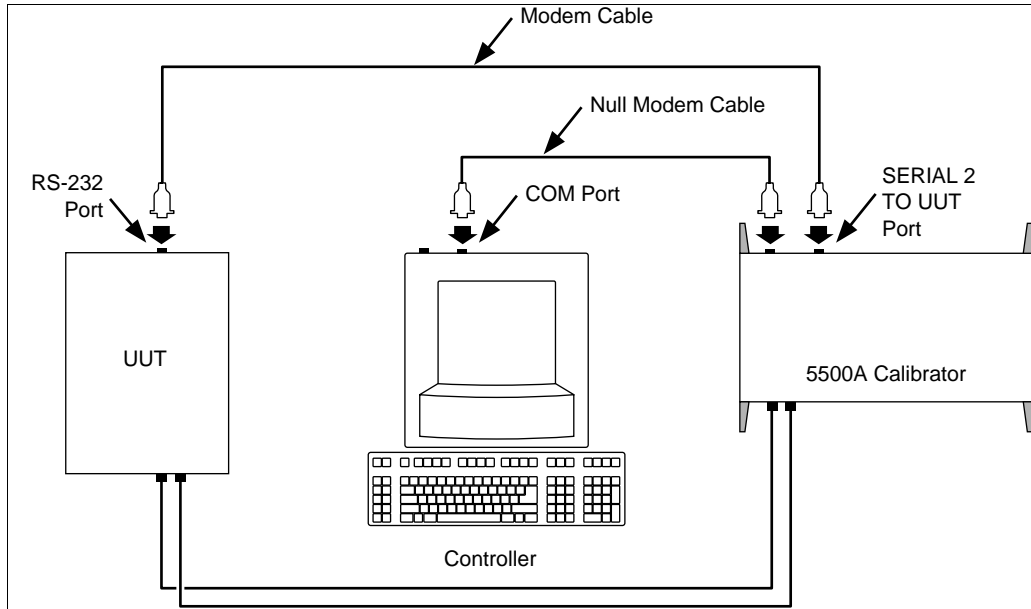 Modem Cable
Null Modem Cable
RS-232
Port
COM Port
SERIAL 2
TO UUT
Port
UUT
5500A Calibrator
Controller